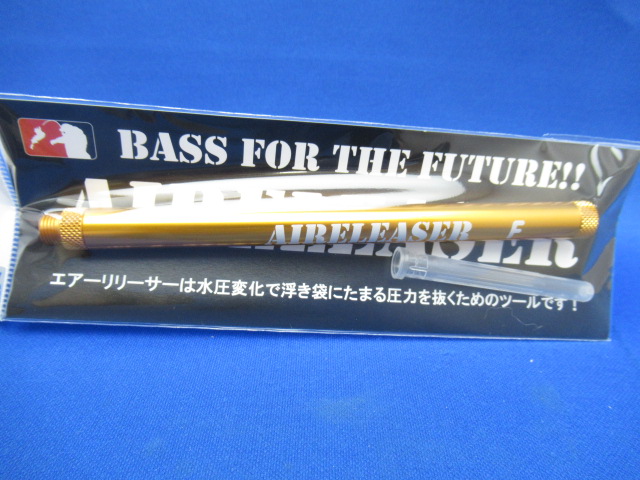 BASS FOR THE FUTURE!!
AIRELEASER
AIRELEASER F
エアーリリーサーは水圧変化で浮き袋にたまる圧力を抜くためのツールです！